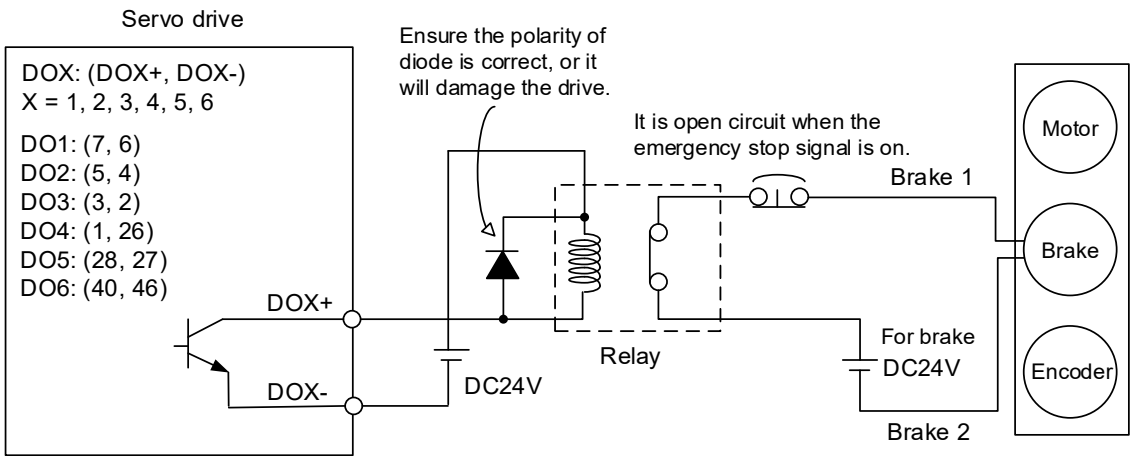 Servo drive
DOX: (DOX+, DOX-)
X = 1, 2, 3, 4, 5, 6
DO1: (7, 6)
DO2: (5, 4)
DO3: (3, 2)
DO4: (1, 26)
DO5: (28, 27)
DO6: (40, 46)
DOX+
DOX-
Ensure the polarity of
diode is correct, or it
will damage the drive.
DC24V
Relay
It is open circuit when the
emergency stop signal is on.
Brake 1
For brake
DC24V
Brake 2
Motor
Brake
Encoder